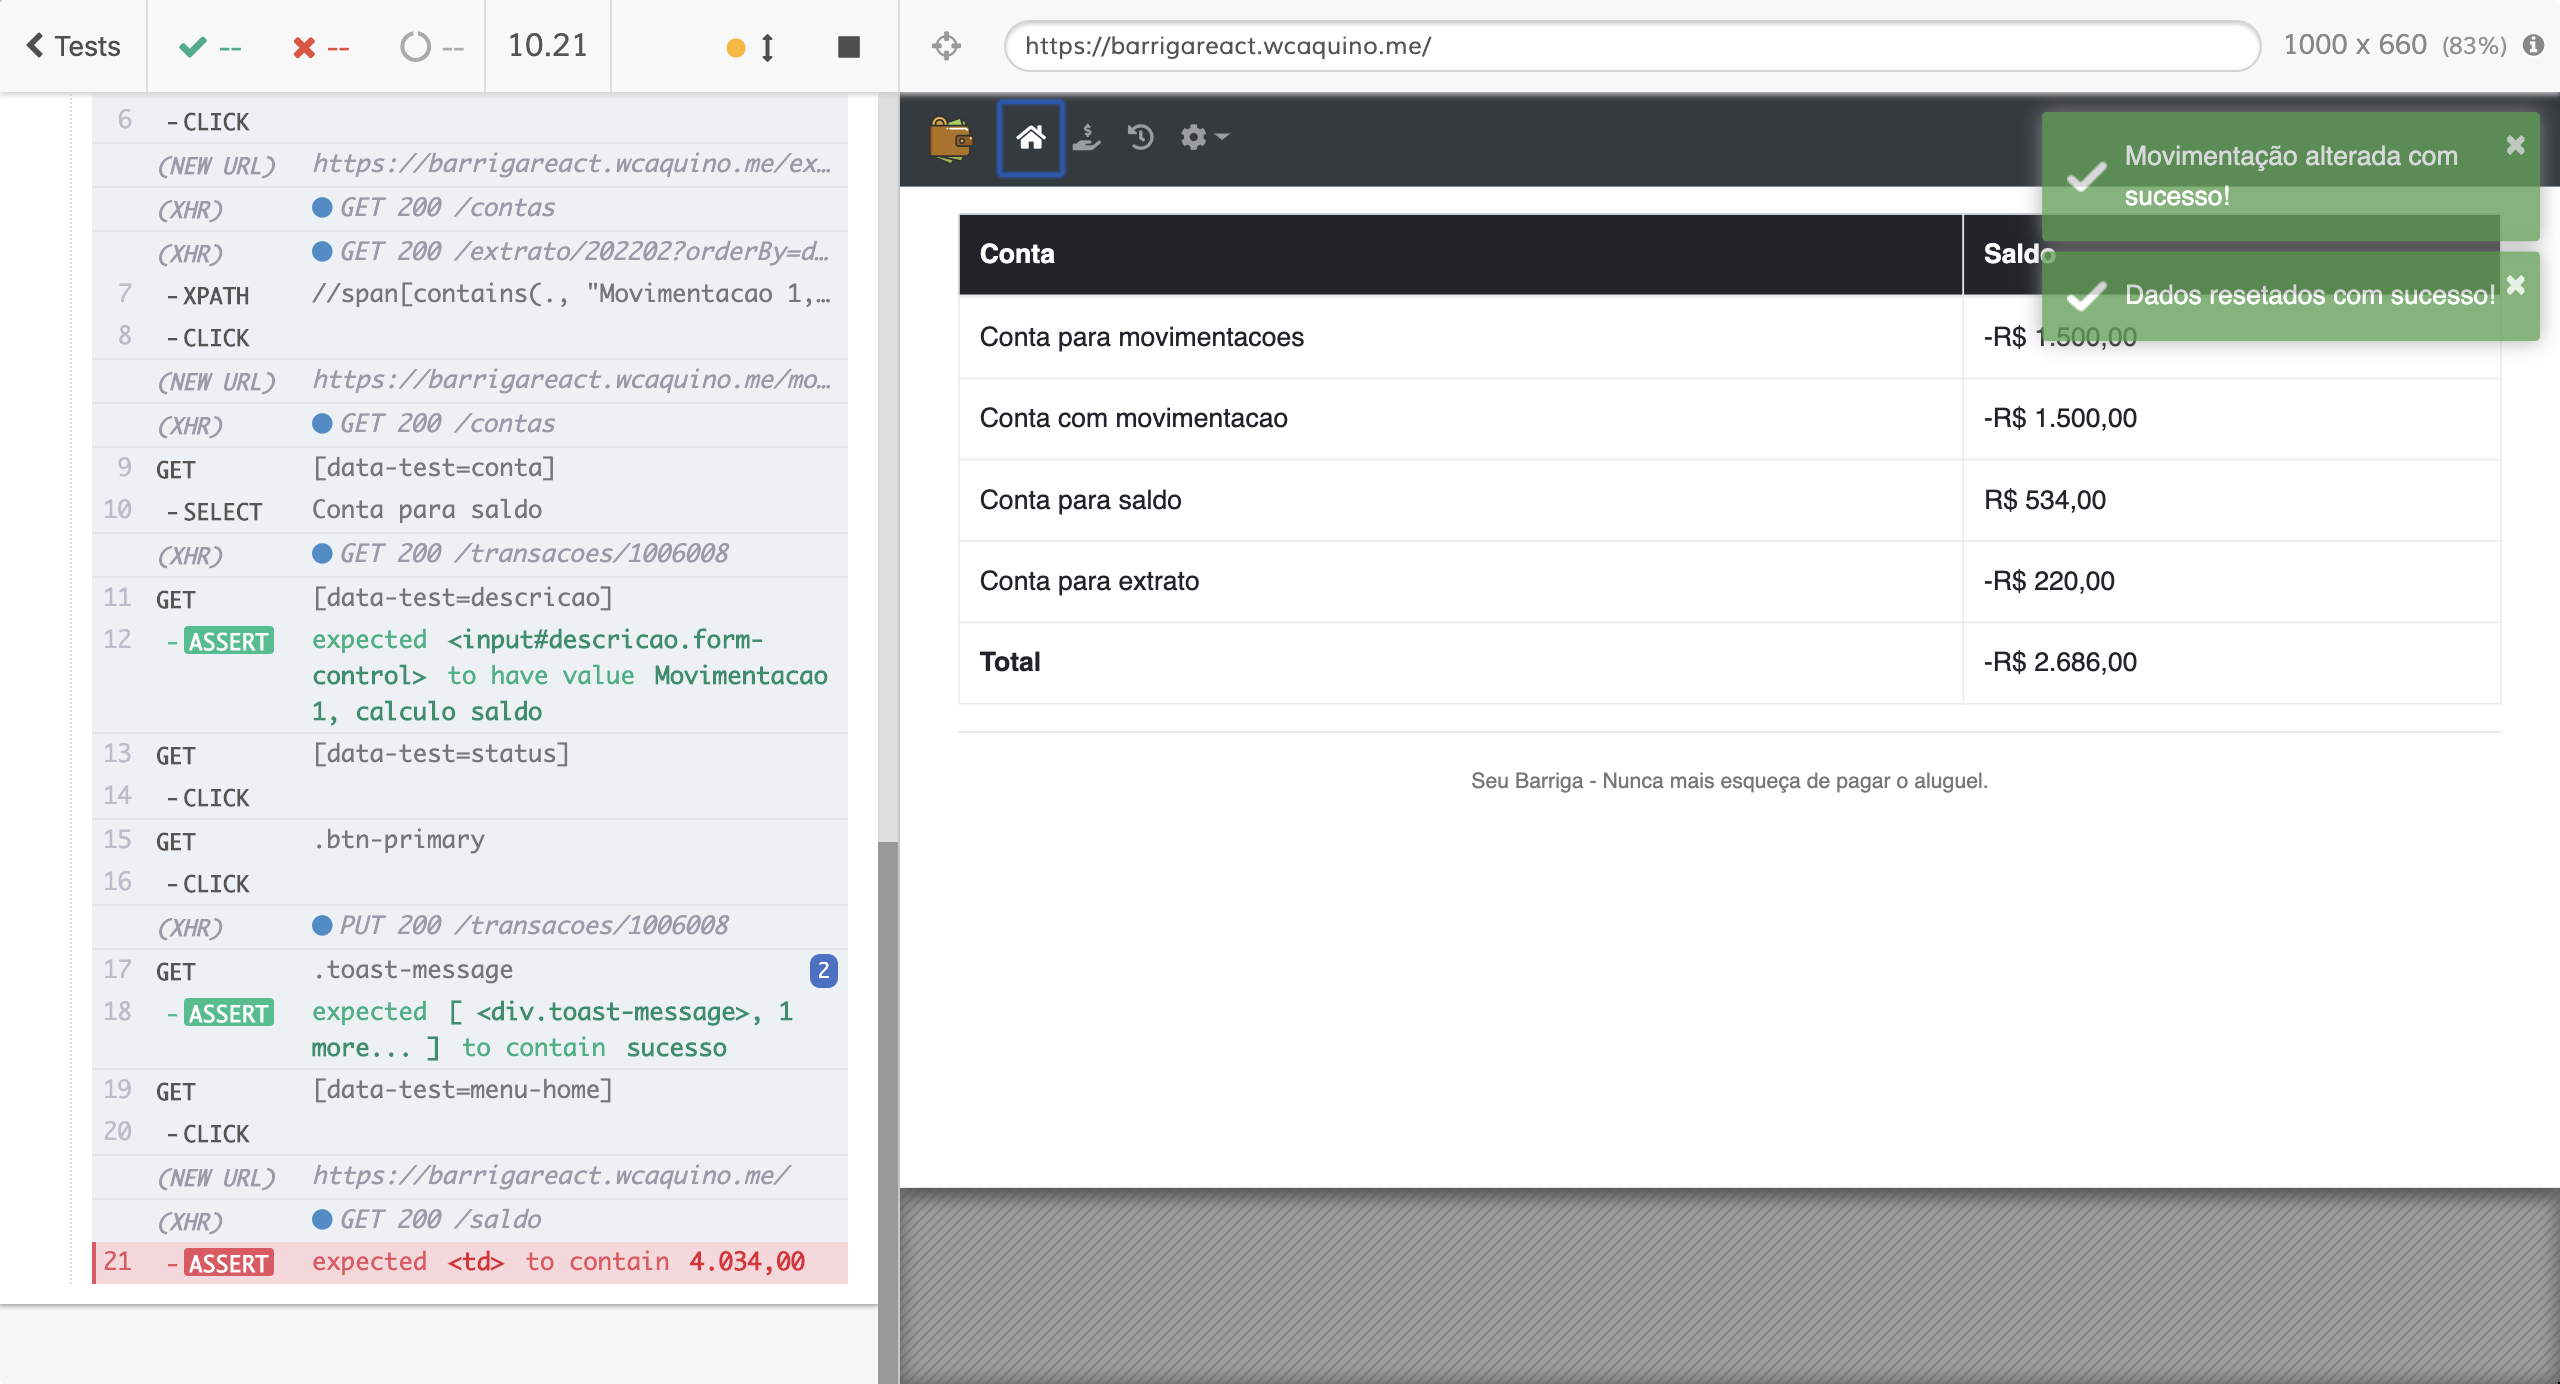 Tests
--
--
--
10.21
https://barrigareact.wcaquino.me/
1000 x 660 (83%)
6 -CLICK
(NEW URL) https://barrigareact.wcaquino.me/ex...
(XHR) GET 200 /contas
(XHR) GET 200 /extrato/202202?orderBy=d...
7 -XPATH //span[contains(., "Movimentacao 1,...
8 -CLICK
(NEW URL) https://barrigareact.wcaquino.me/mo...
(XHR) GET 200 /contas
9 GET [data-test=conta]
10 -SELECT Conta para saldo
(XHR) GET 200 /transacoes/1006008
11 GET [data-test=descricao]
12 -ASSERT expected <input#descricao.form-
control> to have value Movimentacao
1, calculo saldo
13 GET [data-test=status]
14 -CLICK
15 GET .btn-primary
16 -CLICK
(XHR) PUT 200 /transacoes/1006008
17 GET .toast-message 2
18 -ASSERT expected [ <div.toast-message>, 1
more... ] to contain sucesso
19 GET [data-test=menu-home]
20 -CLICK
(NEW URL) https://barrigareact.wcaquino.me/
(XHR) GET 200 /saldo
21 -ASSERT expected <td> to contain 4.034,00
Movimentação alterada com
sucesso!
Dados resetados com sucesso!
Conta Saldo
Conta para movimentacoes -R$ 1.500,00
Conta com movimentacao -R$ 1.500,00
Conta para saldo R$ 534,00
Conta para extrato -R$ 220,00
Total -R$ 2.686,00
Seu Barriga - Nunca mais esqueça de pagar o aluguel.